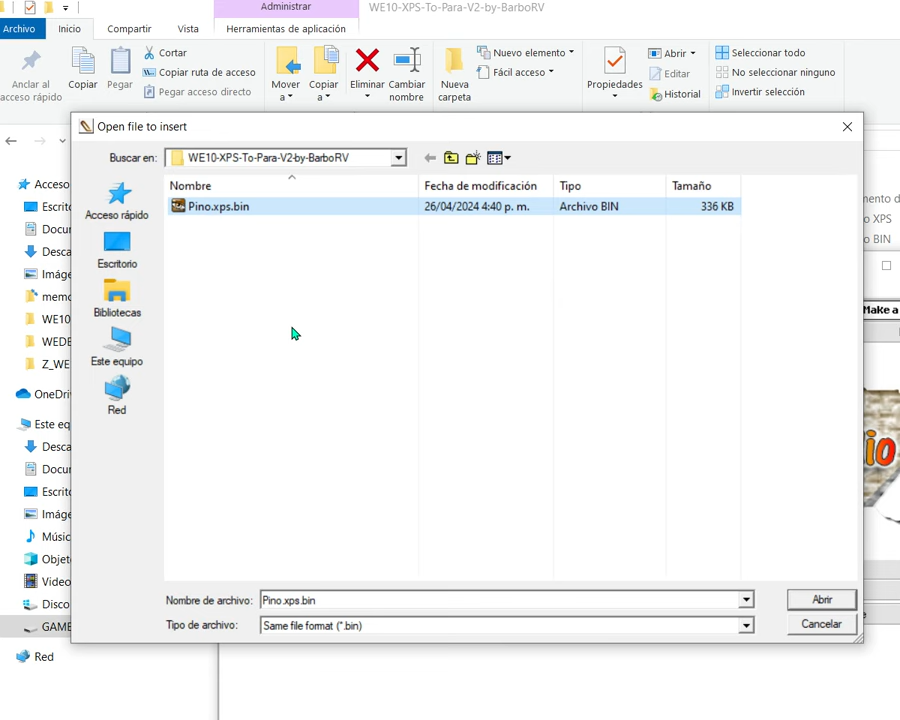 Administrar
WE10-XPS-To-Para-V2-by-BarboRV
Archivo
Inicio
Compartir
Vista
Herramientas de aplicación
Anclar al
acceso rápido
Copiar
Pegar
Cortar
Copiar ruta de acceso
Pegar acceso directo
Mover
a
Copiar
a
Eliminar
Cambiar
nombre
Nueva
carpeta
Nuevo elemento
Fácil acceso
Propiedades
Abrir
Editar
Historial
Seleccionar todo
No seleccionar ninguno
Invertir selección
Open file to insert
Buscar en:
WE10-XPS-To-Para-V2-by-BarboRV
Nombre
Fecha de modificación
Tipo
Tamaño
Pino.xps.bin
26/04/2024 4:40 p. m.
Archivo BIN
336 KB
Acceso rápido
Escritorio
Bibliotecas
Este equipo
Red
Nombre de archivo:
Pino.xps.bin
Abrir
Tipo de archivo:
Same file format (*.bin)
Cancelar
Acceso
Escrit
Docu
Desca
Imáge
memo
WE10
WEDE
Z_WE
OneDri
Este eq
Desca
Docu
Escrito
Imáge
Músic
Objet
Video
Disco
GAME
Red
o XPS
o BIN
Make a
io